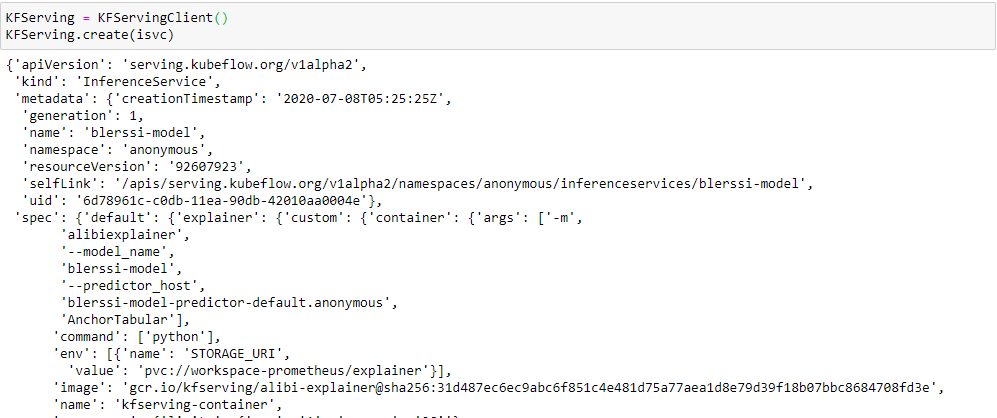 KFServing = KFServingClient()
KFServing.create(isvc)
{'apiVersion': 'serving.kubeflow.org/v1alpha2',
'kind': 'InferenceService',
'metadata': {'creationTimestamp': '2020-07-08T05:25:25Z',
'generation': 1,
'name': 'blerssi-model',
'namespace': 'anonymous',
'resourceVersion': '92607923',
'selfLink': '/apis/serving.kubeflow.org/v1alpha2/namespaces/anonymous/inferenceservices/blerssi-model',
'uid': '6d78961c-c0db-11ea-90db-42010aa0004e'},
'spec': {'default': {'explainer': {'custom': {'container': {'args': ['-m',
'alibiexplainer',
'--model_name',
'blerssi-model',
'--predictor_host',
'blerssi-model-predictor-default.anonymous',
'AnchorTabular'],
'command': ['python'],
'env': [{'name': 'STORAGE_URI',
'value': 'pvc://workspace-prometheus/explainer'}],
'image': 'gcr.io/kfserving/alibi-explainer@sha256:31d487ec6ec9abc6f851c4e481d75a77aea1d8e79d39f18b07bbc8684708fd3e',
'name': 'kfserving-container',